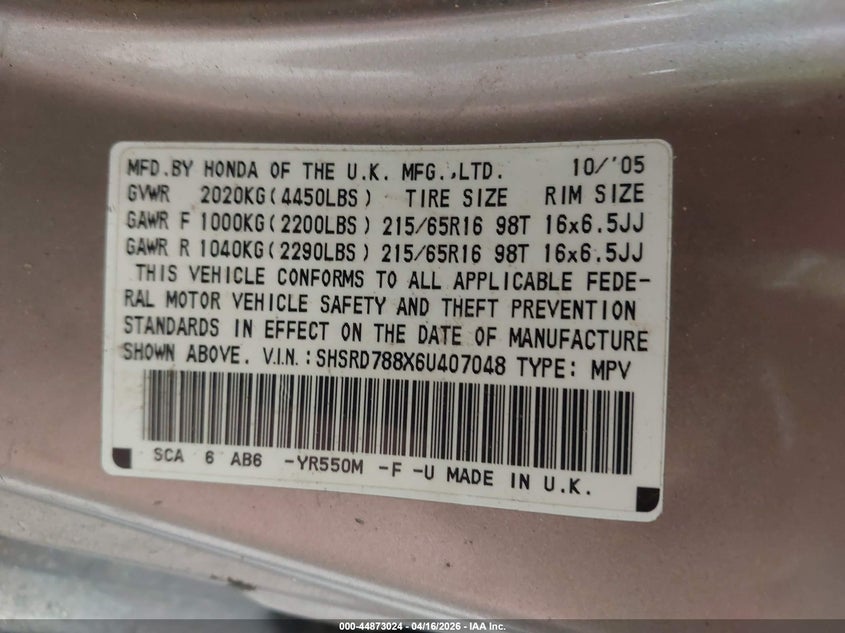 MFD.BY HONDA OF THE U.K. MFG.,LTD. 10/'05
GVWR 2020KG(4450LBS) TIRE SIZE RIM SIZE
GAWR F 1000KG(2200LBS) 215/65R16 98T 16x6.5JJ
GAWR R 1040KG(2290LBS) 215/65R16 98T 16x6.5JJ
THIS VEHICLE CONFORMS TO ALL APPLICABLE FEDE-
RAL MOTOR VEHICLE SAFETY AND THEFT PREVENTION
STANDARDS IN EFFECT ON THE DATE OF MANUFACTURE
SHOWN ABOVE. V.I.N.:SHSRD788X6U407048 TYPE: MPV
SCA 6 AB6 -YR550M -F -U MADE IN U.K.
000-44873024 - 04/16/2026 - IAA Inc.